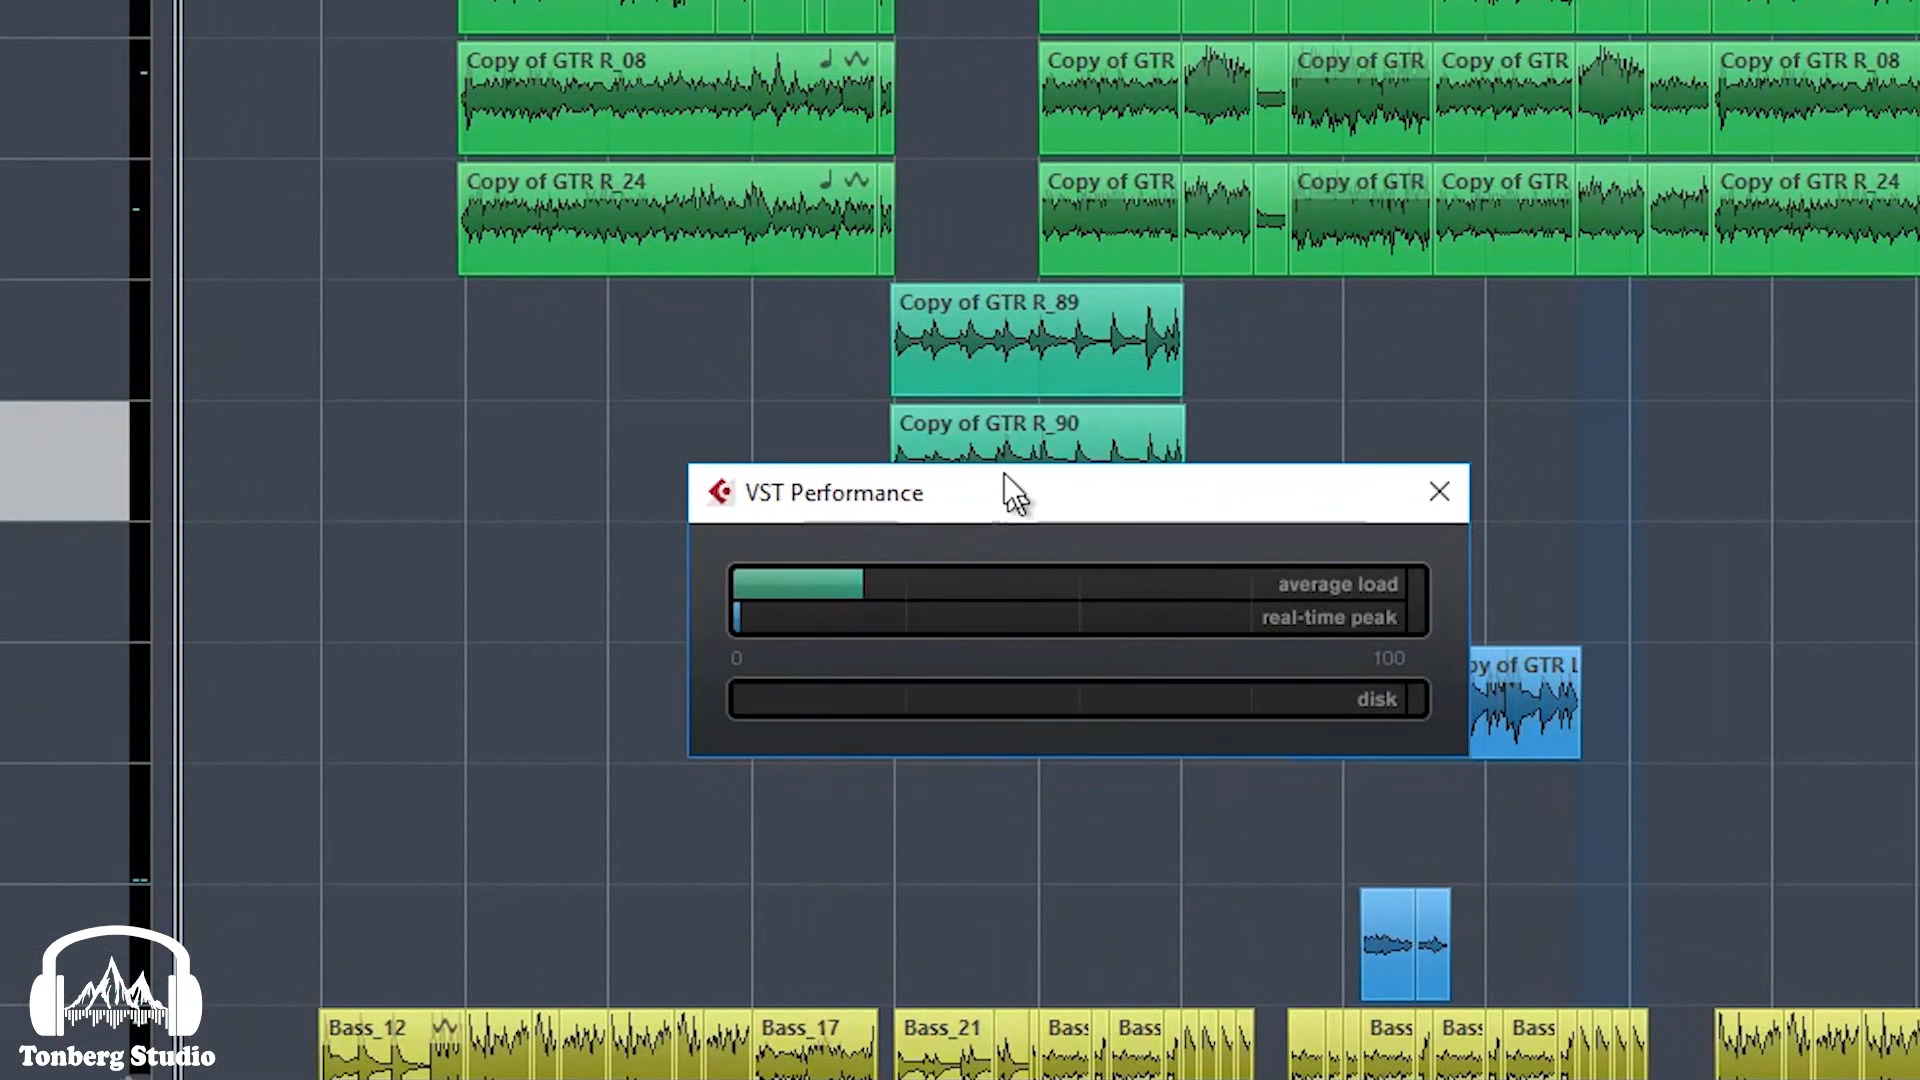 Copy of GTR R_08
Copy of GTR
Copy of GTR
Copy of GTR
Copy of GTR R_08
Copy of GTR R_24
Copy of GTR
Copy of GTR
Copy of GTR
Copy of GTR R_24
Copy of GTR R_89
Copy of GTR R_90
VST Performance
average load
real-time peak
0
100
disk
py of GTR L
Bass_12
Bass_17
Bass_21
Bass
Bass
Bass
Bass
Bass
Tonberg Studio